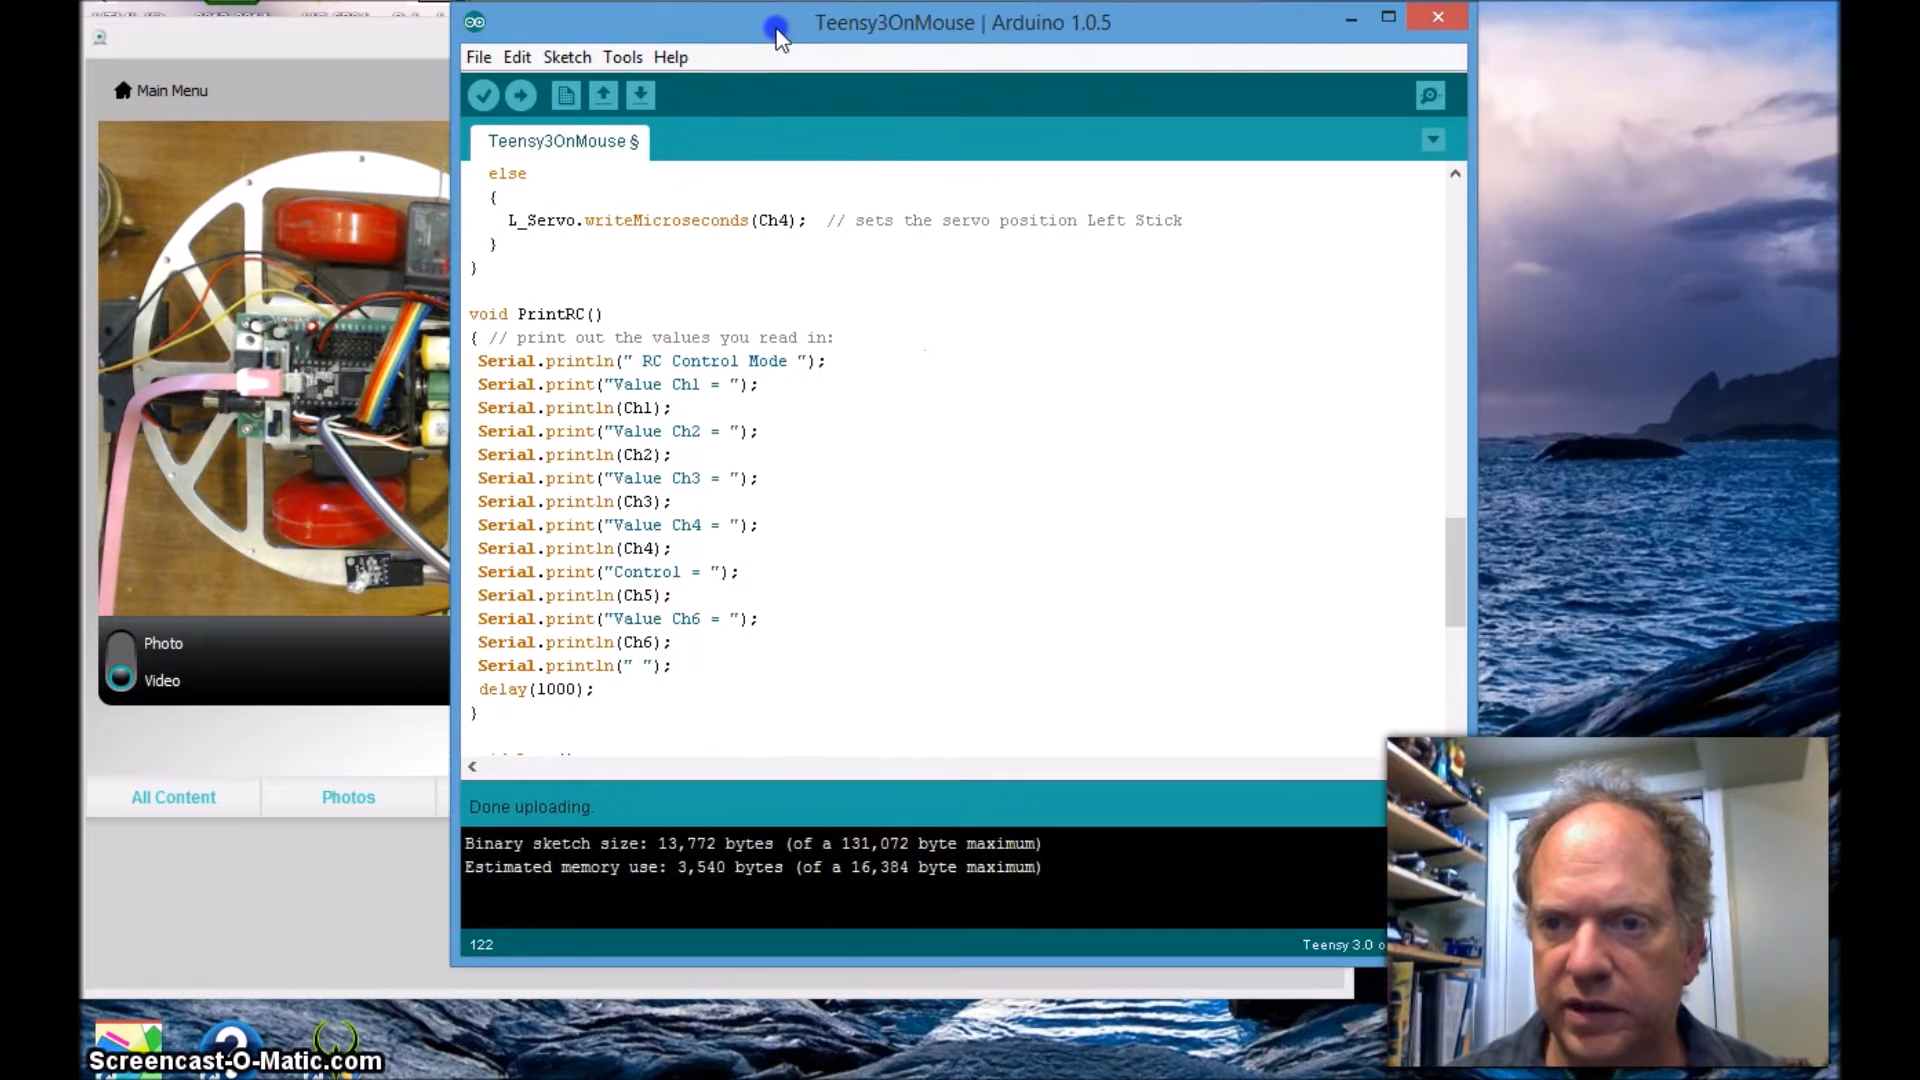 Teensy3OnMouse | Arduino 1.0.5
File Edit Sketch Tools Help
Main Menu
Teensy3OnMouse §
else
{
L_Servo.writeMicroseconds(Ch4); // sets the servo position Left Stick
}
}
void PrintRC()
{ // print out the values you read in:
Serial.println(" RC Control Mode ");
Serial.print("Value Ch1 = ");
Serial.println(Ch1);
Serial.print("Value Ch2 = ");
Serial.println(Ch2);
Serial.print("Value Ch3 = ");
Serial.println(Ch3);
Serial.print("Value Ch4 = ");
Serial.println(Ch4);
Serial.print("Control = ");
Serial.println(Ch5);
Serial.print("Value Ch6 = ");
Serial.println(Ch6);
Serial.println(" ");
delay(1000);
}
Photo
Video
All Content
Photos
Done uploading.
Binary sketch size: 13,772 bytes (of a 131,072 byte maximum)
Estimated memory use: 3,540 bytes (of a 16,384 byte maximum)
122
Teensy 3.0
Screencast-O-Matic.com